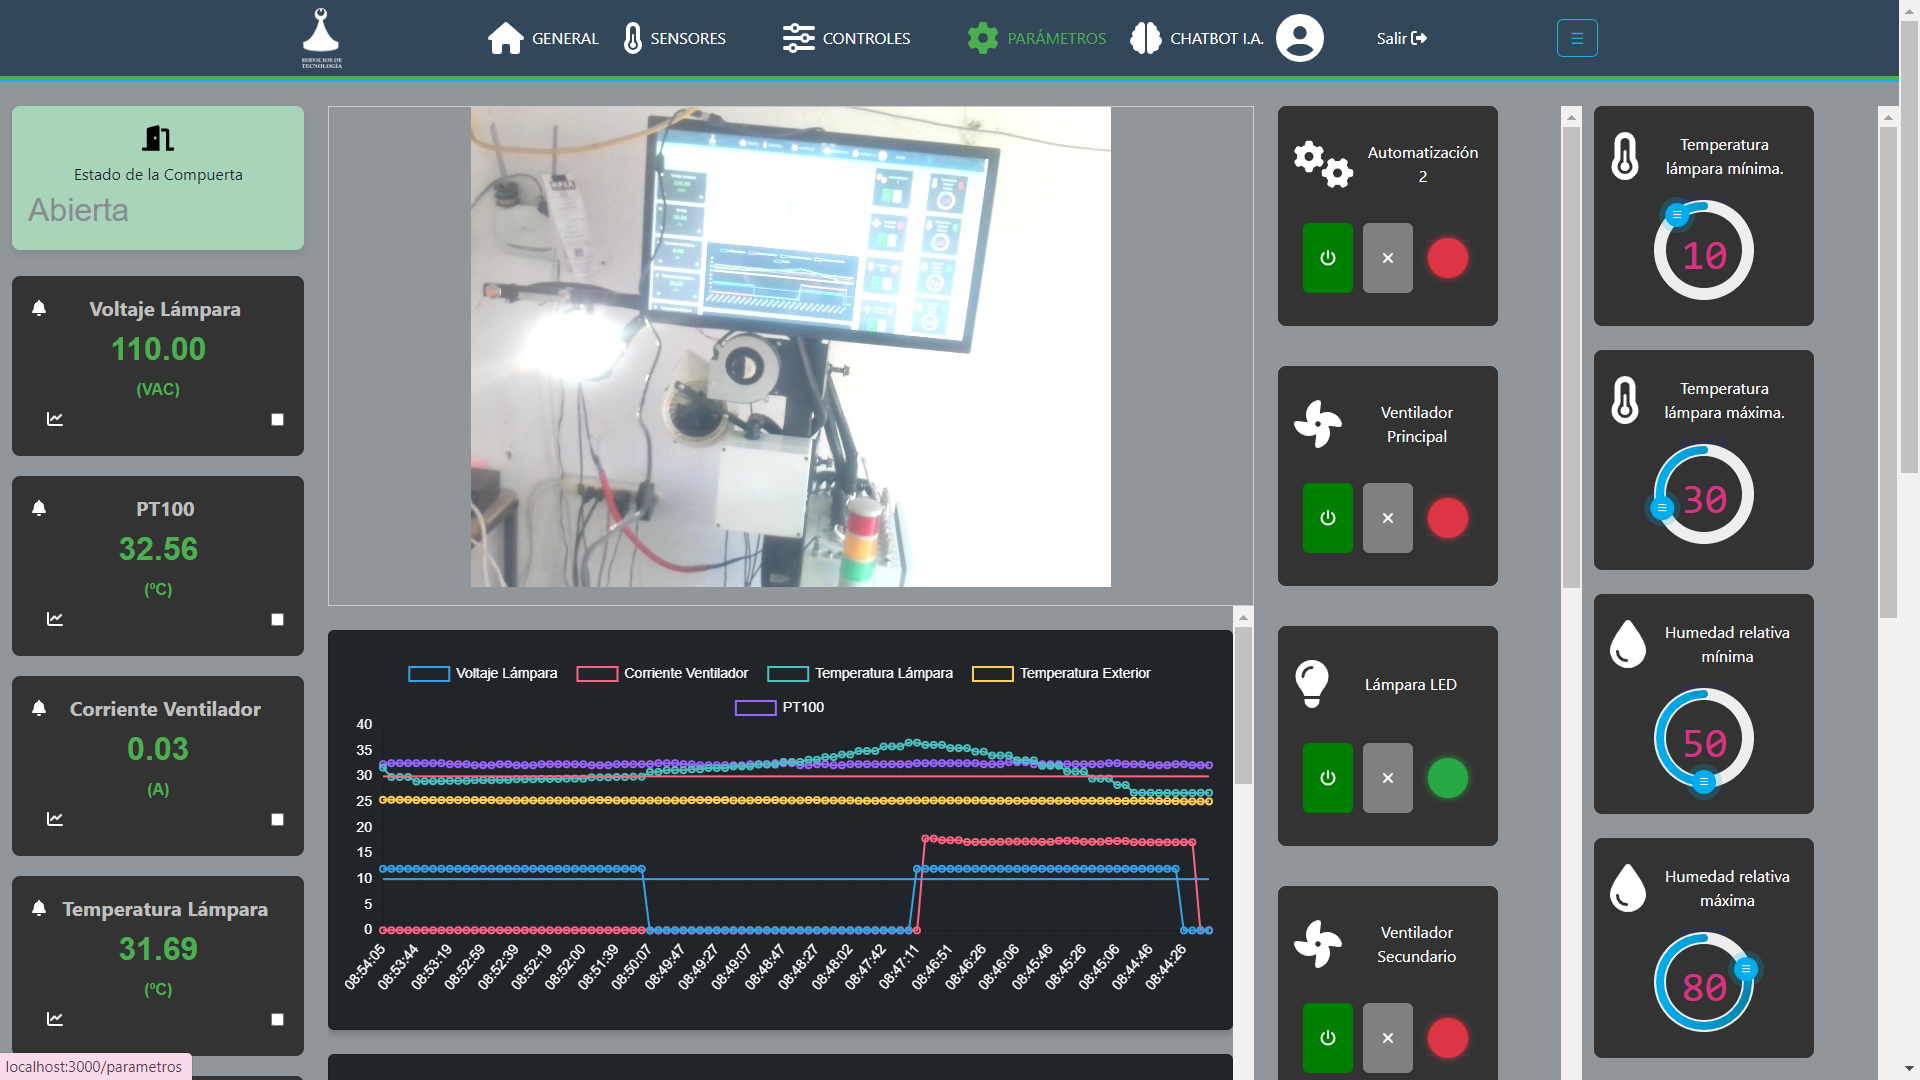 SERVICIOS DE
TECNOLOGÍA
GENERAL
SENSORES
CONTROLES
PARÁMETROS
CHATBOT I.A.
Salir
Estado de la Compuerta
Abierta
Voltaje Lámpara
110.00
(VAC)
PT100
32.56
(ºC)
Corriente Ventilador
0.03
(A)
Temperatura Lámpara
31.69
(ºC)
localhost:3000/parametros
Voltaje Lámpara
Corriente Ventilador
Temperatura Lámpara
Temperatura Exterior
PT100
40
35
30
25
20
15
10
5
0
08:54:05
08:53:44
08:53:19
08:52:59
08:52:39
08:52:19
08:52:00
08:51:39
08:50:07
08:49:47
08:49:27
08:49:07
08:48:47
08:48:27
08:48:02
08:47:42
08:47:11
08:46:51
08:46:26
08:46:06
08:45:46
08:45:26
08:45:06
08:44:46
08:44:26
Automatización
2
Ventilador
Principal
Lámpara LED
Ventilador
Secundario
Temperatura
lámpara mínima.
10
Temperatura
lámpara máxima.
30
Humedad relativa
mínima
50
Humedad relativa
máxima
80